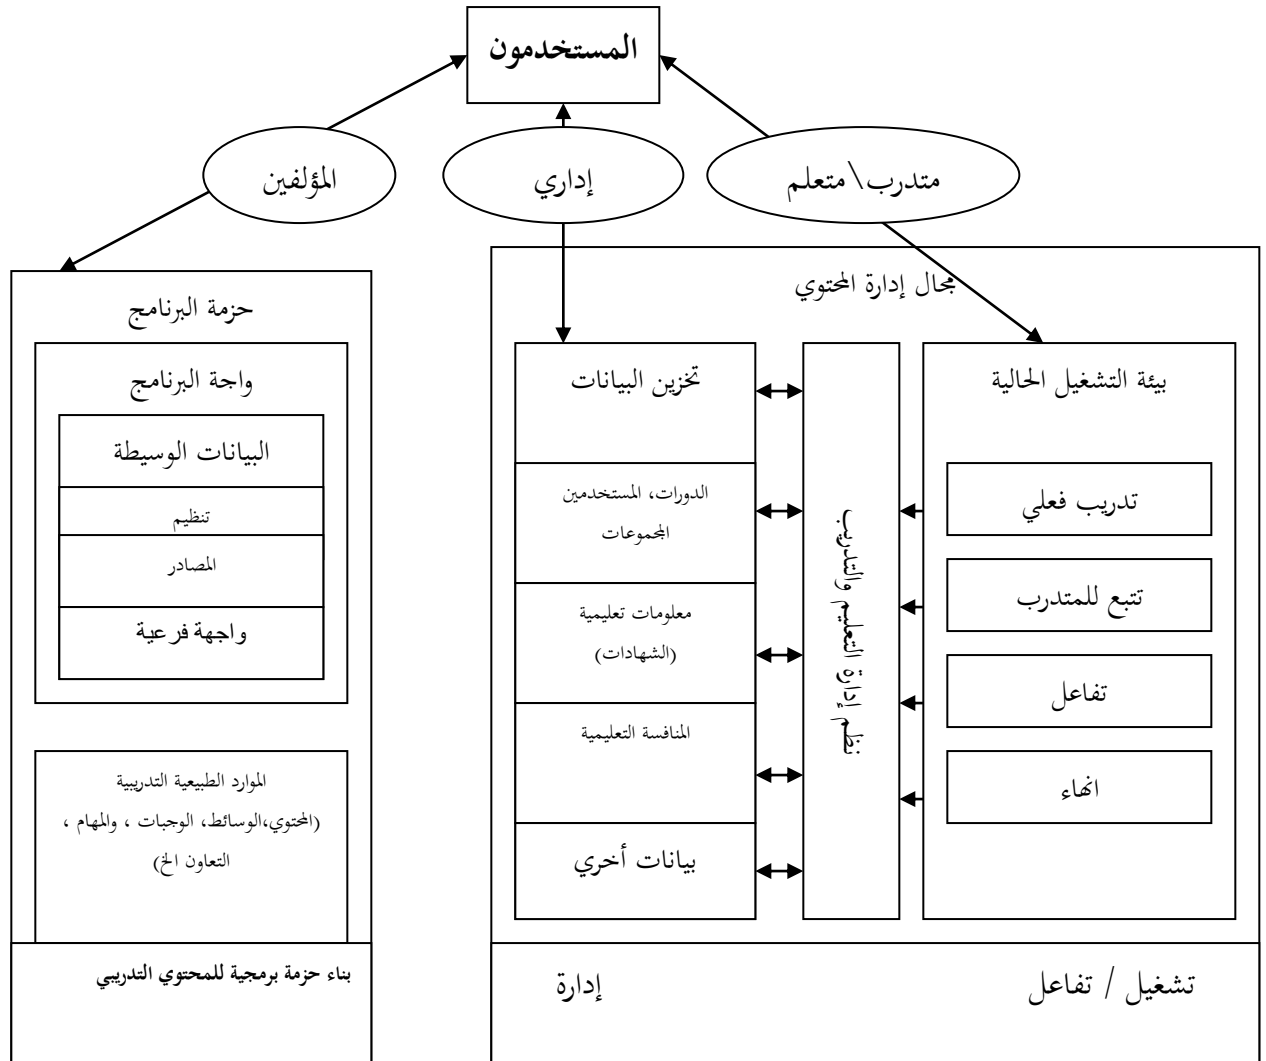 المستخدمون
متدرب\متعلم
إداري
المؤلفين
مجال إدارة المحتوي
بيئة التشغيل الحالية
تدريب فعلي
تتبع للمتدرب
تفاعل
انهاء
نظم إدارة التعليم والتدريب
تخزين البيانات
الدورات، المستخدمين
المجموعات
معلومات تعليمية
(الشهادات)
المنافسة التعليمية
بيانات أخري
تشغيل / تفاعل
إدارة
حزمة البرنامج
واجة البرنامج
البيانات الوسيطة
تنظيم
المصادر
واجهة فرعية
الموارد الطبيعية التدريبية
(المحتوي،الوسائط، الوجبات ، والمهام ،
التعاون الخ)
بناء حزمة برمجية للمحتوي التدريبي